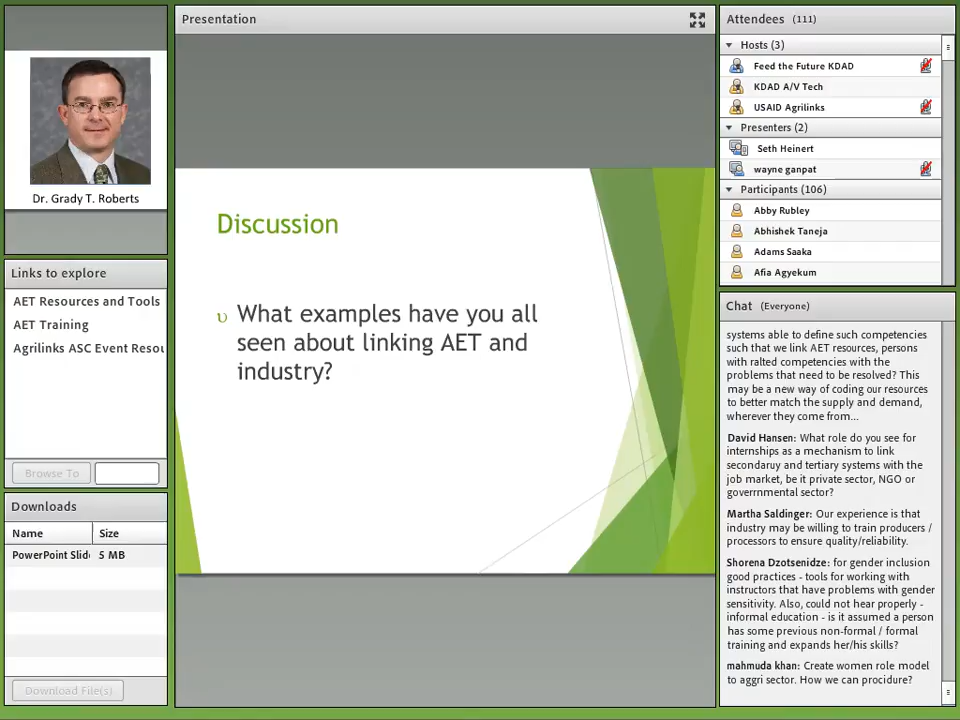 Dr. Grady T. Roberts
Links to explore
AET Resources and Tools
AET Training
Agrilinks ASC Event Resou
Browse To
Downloads
Name Size
PowerPoint Slide 5 MB
Download File(s)
Presentation
Discussion
υ What examples have you all
seen about linking AET and
industry?
Attendees (111)
Hosts (3)
Feed the Future KDAD
KDAD A/V Tech
USAID Agrilinks
Presenters (2)
Seth Heinert
wayne ganpat
Participants (106)
Abby Rubley
Abhishek Taneja
Adams Saaka
Afia Agyekum
Chat (Everyone)
systems able to define such competencies
such that we link AET resources, persons
with ralted competencies with the
problems that need to be resolved? This
may be a new way of coding our resources
to better match the supply and demand,
wherever they come from...
David Hansen: What role do you see for
internships as a mechanism to link
secondaruy and tertiary systems with the
job market, be it private sector, NGO or
goverrnmental sector?
Martha Saldinger: Our experience is that
industry may be willing to train producers /
processors to ensure quality/reliability.
Shorena Dzotsenidze: for gender inclusion
good practices - tools for working with
instructors that have problems with gender
sensitivity. Also, could not hear properly -
informal education - is it assumed a person
has some previous non-formal / formal
training and expands her/his skills?
mahmuda khan: Create women role model
to aggri sector. How we can procidure?